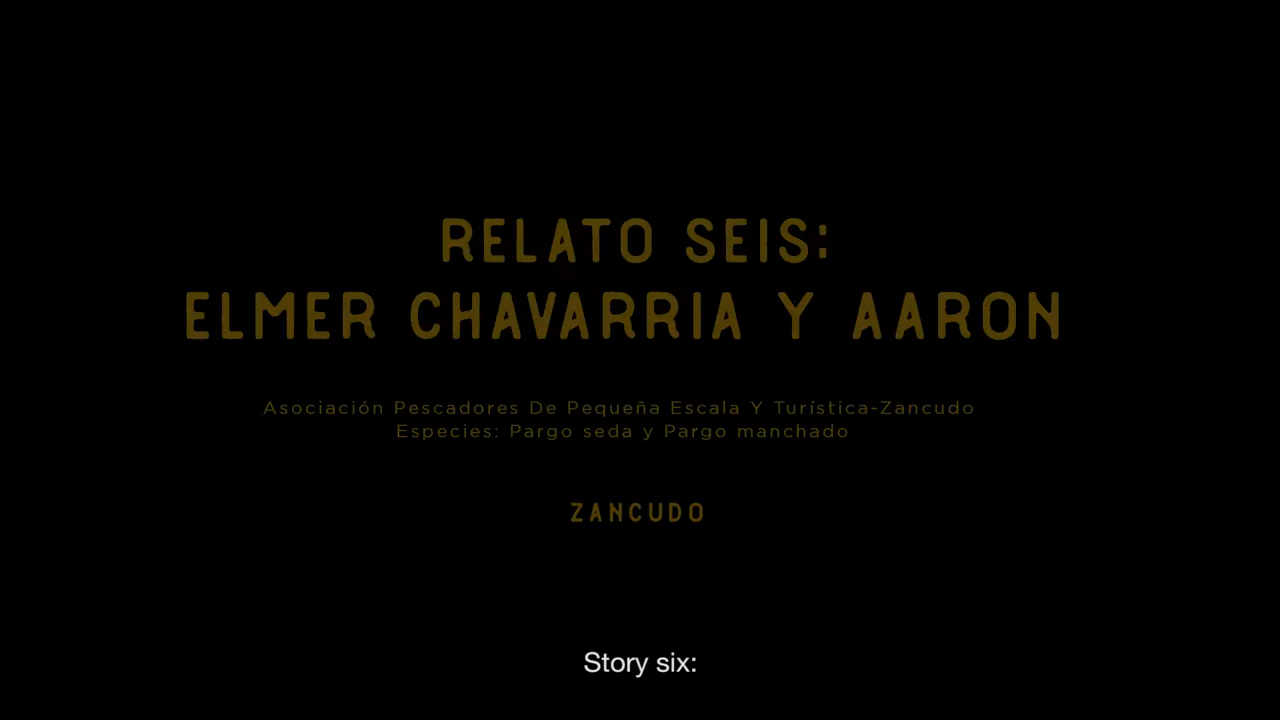 RELATO SEIS:
ELMER CHAVARRIA Y AARON
Asociación Pescadores De Pequeña Escala Y Turística-Zancudo
Especies: Pargo seda y Pargo manchado
ZANCUDO
Story six: